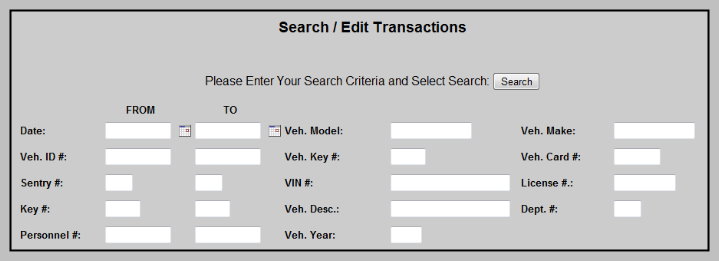 Search / Edit Transactions
Please Enter Your Search Criteria and Select Search: Search
FROM TO
Date: Veh. Model: Veh. Make:
Veh. ID #: Veh. Key #: Veh. Card #:
Sentry #: VIN #: License #.:
Key #: Veh. Desc.: Dept. #:
Personnel #: Veh. Year: